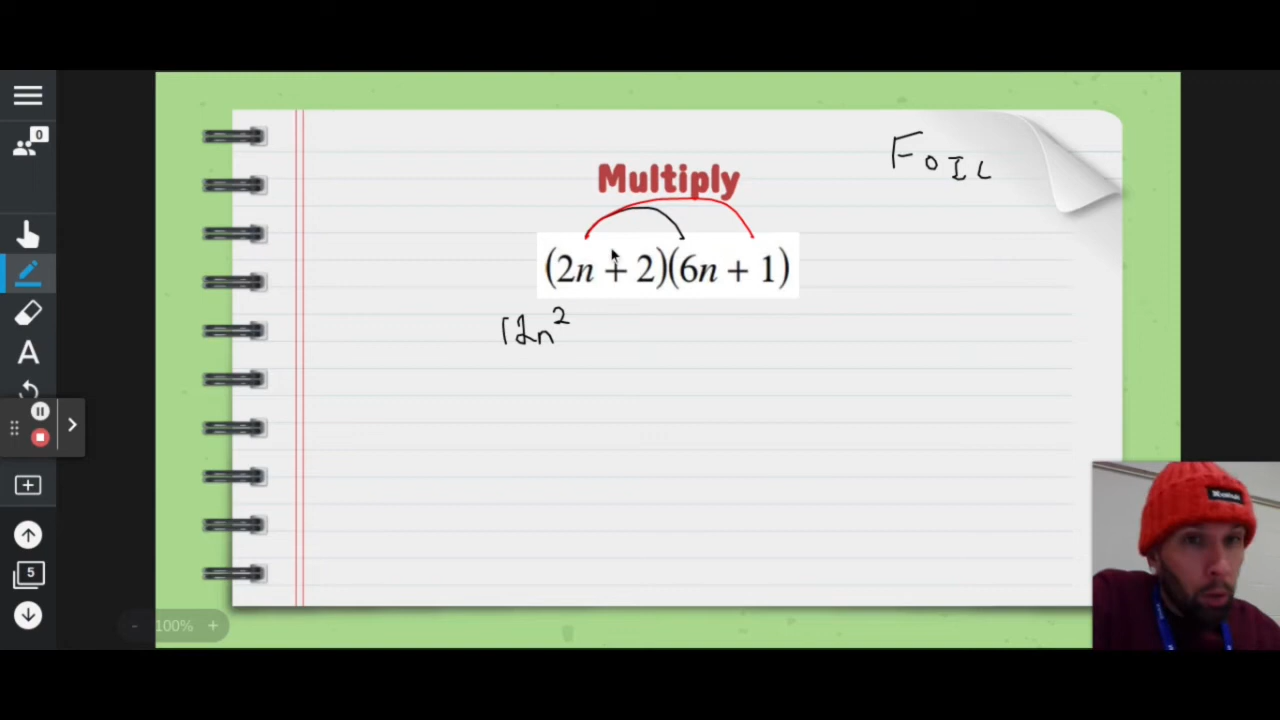 0
FOIL
Multiply
(2n + 2)(6n + 1)
12n²
A
5
- 100% +